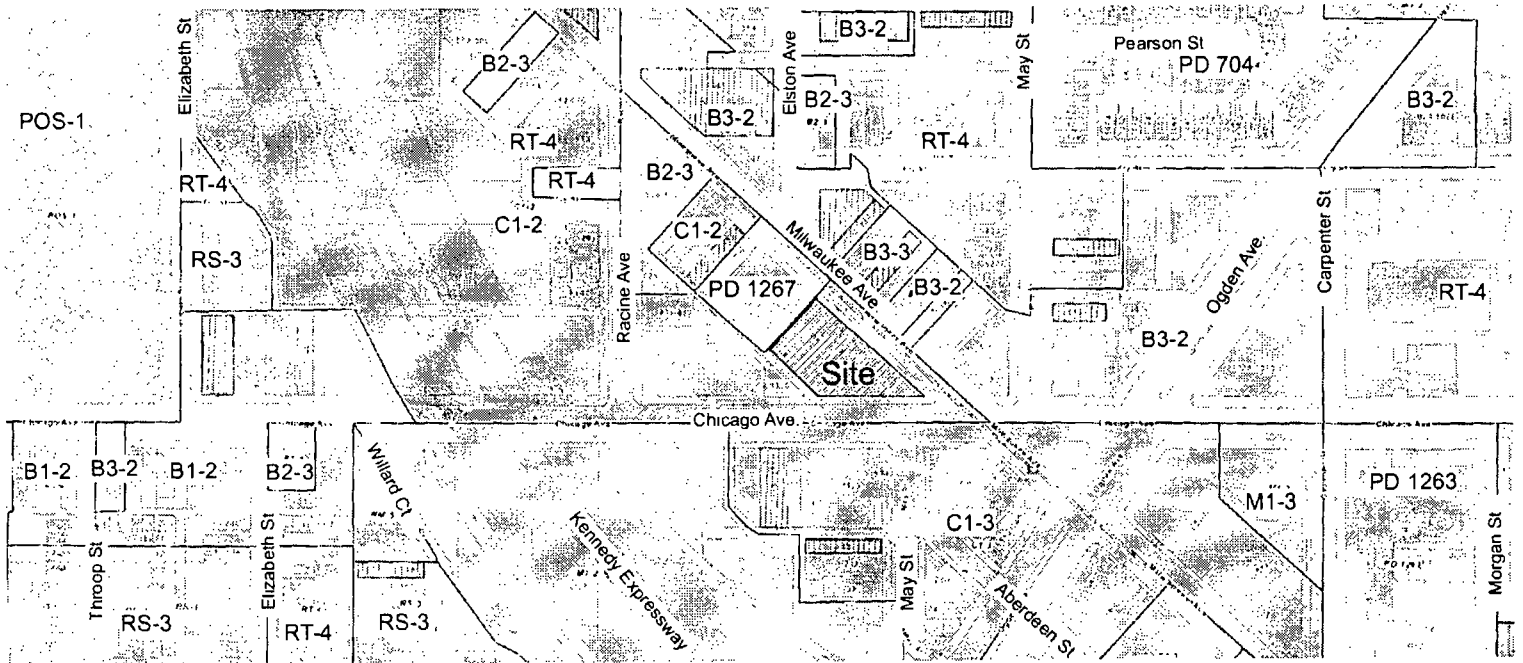 B3-2
Pearson St
PD 704
B2-3
Elizabeth St
Elston Ave
May St
B2-3
B3-2
B3-2
POS-1
RT-4
RT-4
B2-3
RT-4
RT-4
C1-2
C1-2
RS-3
Milwaukee Ave
B3-3
B3-2
PD 1267
Racine Ave
Ogden Ave
Carpenter St
RT-4
B3-2
Site
Chicago Ave
B1-2
B3-2
B1-2
B2-3
Willard Ct
PD 1263
M1-3
C1-3
Kennedy Expressway
Throop St
Elizabeth St
May St
Aberdeen St
Morgan St
RS-3
RT-4
RS-3